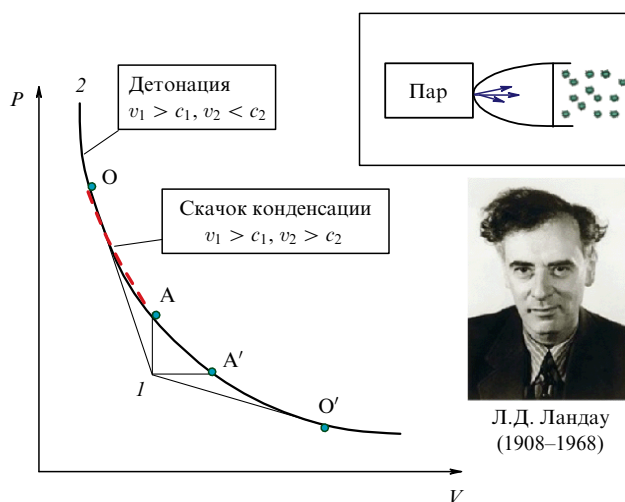 2
P
Детонация
v₁ > c₁, v₂ < c₂
O
Скачок конденсации
v₁ > c₁, v₂ > c₂
A
A′
1
O′
V
Пар
Л.Д. Ландау
(1908–1968)